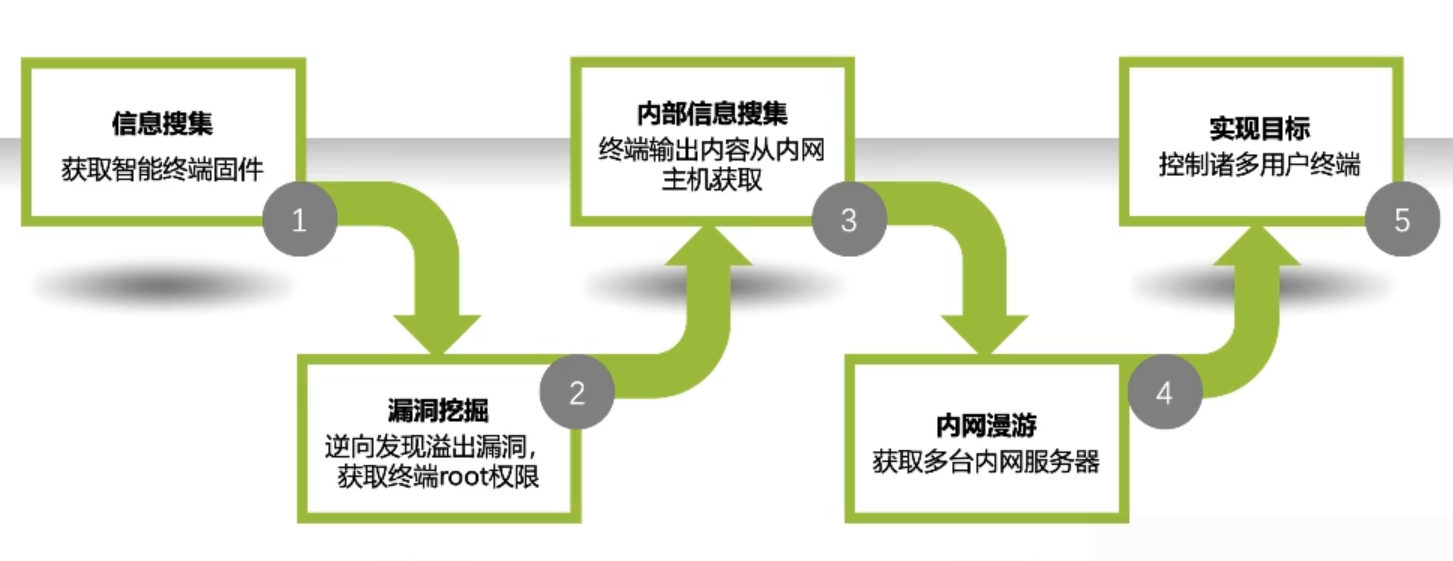 信息搜集
获取智能终端固件
1
漏洞挖掘
逆向发现溢出漏洞，
获取终端root权限
2
内部信息搜集
终端输出内容从内网
主机获取
3
内网漫游
获取多台内网服务器
4
实现目标
控制诸多用户终端
5